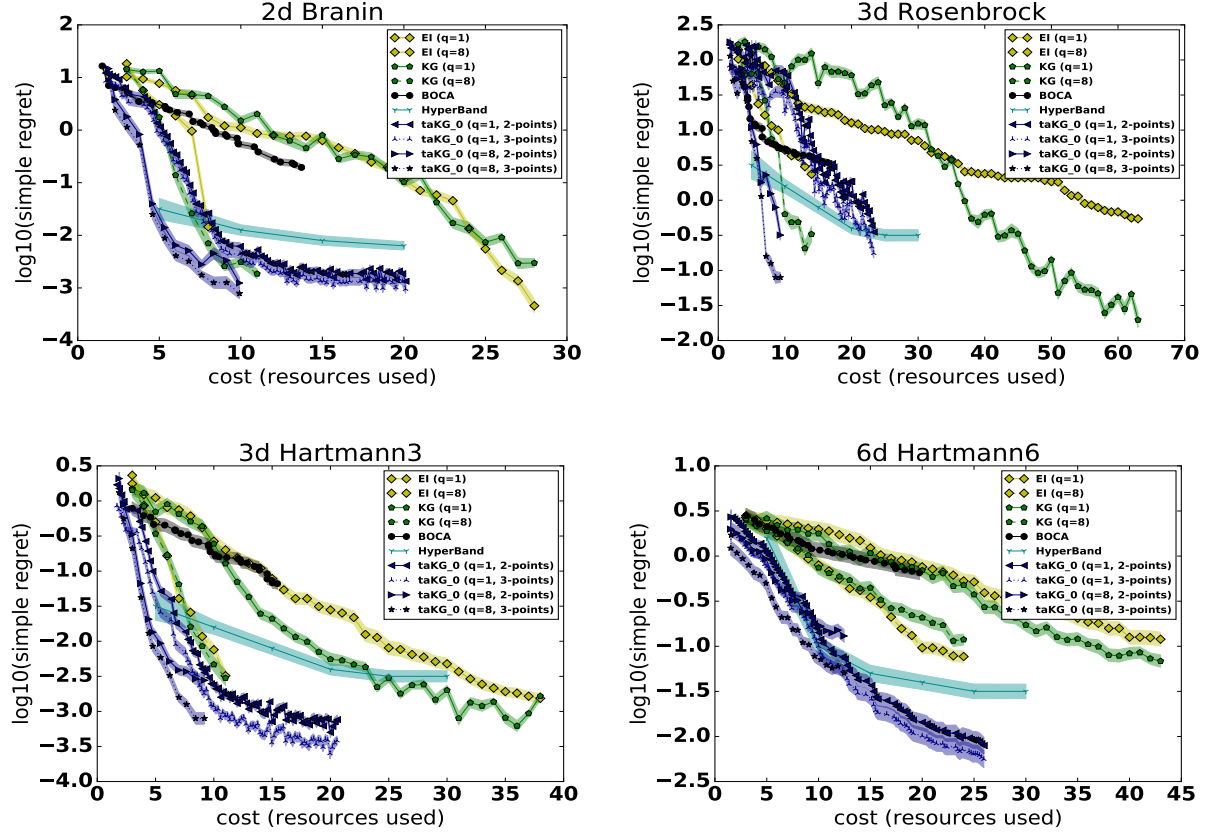 2d Branin
log10(simple regret)
2
1
0
−1
−2
−3
−4
0 5 10 15 20 25 30
cost (resources used)
EI (q=1)
EI (q=8)
KG (q=1)
KG (q=8)
BOCA
HyperBand
taKG_0 (q=1, 2-points)
taKG_0 (q=1, 3-points)
taKG_0 (q=8, 2-points)
taKG_0 (q=8, 3-points)
3d Rosenbrock
log10(simple regret)
2.5
2.0
1.5
1.0
0.5
0.0
−0.5
−1.0
−1.5
−2.0
0 10 20 30 40 50 60 70
cost (resources used)
EI (q=1)
EI (q=8)
KG (q=1)
KG (q=8)
BOCA
HyperBand
taKG_0 (q=1, 2-points)
taKG_0 (q=1, 3-points)
taKG_0 (q=8, 2-points)
taKG_0 (q=8, 3-points)
3d Hartmann3
log10(simple regret)
0.5
0.0
−0.5
−1.0
−1.5
−2.0
−2.5
−3.0
−3.5
−4.0
0 5 10 15 20 25 30 35 40
cost (resources used)
EI (q=1)
EI (q=8)
KG (q=1)
KG (q=8)
BOCA
HyperBand
taKG_0 (q=1, 2-points)
taKG_0 (q=1, 3-points)
taKG_0 (q=8, 2-points)
taKG_0 (q=8, 3-points)
6d Hartmann6
log10(simple regret)
1.0
0.5
0.0
−0.5
−1.0
−1.5
−2.0
−2.5
0 5 10 15 20 25 30 35 40 45
cost (resources used)
EI (q=1)
EI (q=8)
KG (q=1)
KG (q=8)
BOCA
HyperBand
taKG_0 (q=1, 2-points)
taKG_0 (q=1, 3-points)
taKG_0 (q=8, 2-points)
taKG_0 (q=8, 3-points)